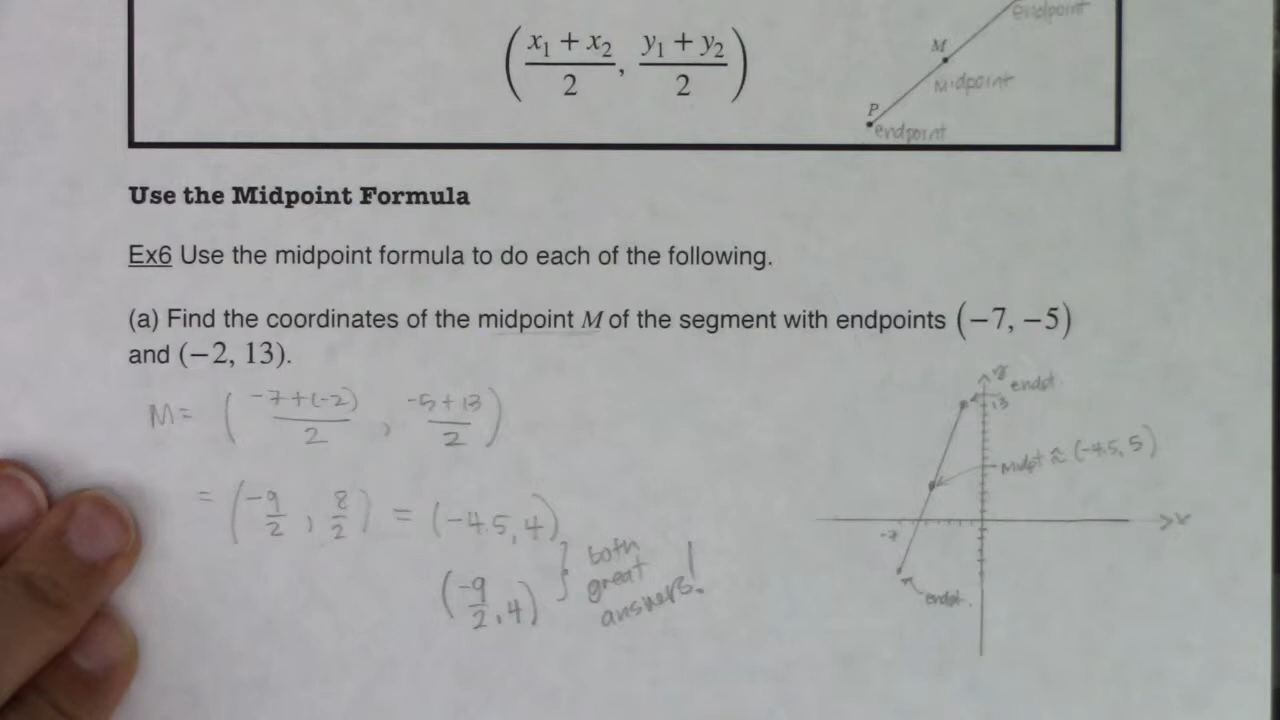 endpoint
(x₁ + x₂ / 2, y₁ + y₂ / 2)
M
Midpoint
P
endpoint
Use the Midpoint Formula
Ex6 Use the midpoint formula to do each of the following.
(a) Find the coordinates of the midpoint M of the segment with endpoints (−7, −5)
and (−2, 13).
M = (-7+(-2) / 2, -5+13 / 2)
= (-9/2, 8/2) = (-4.5, 4)
(-9/2, 4) } both
great
answers!
y
endpt.
13
midpt ≈ (-4.5, 5)
x
-7
endpt.